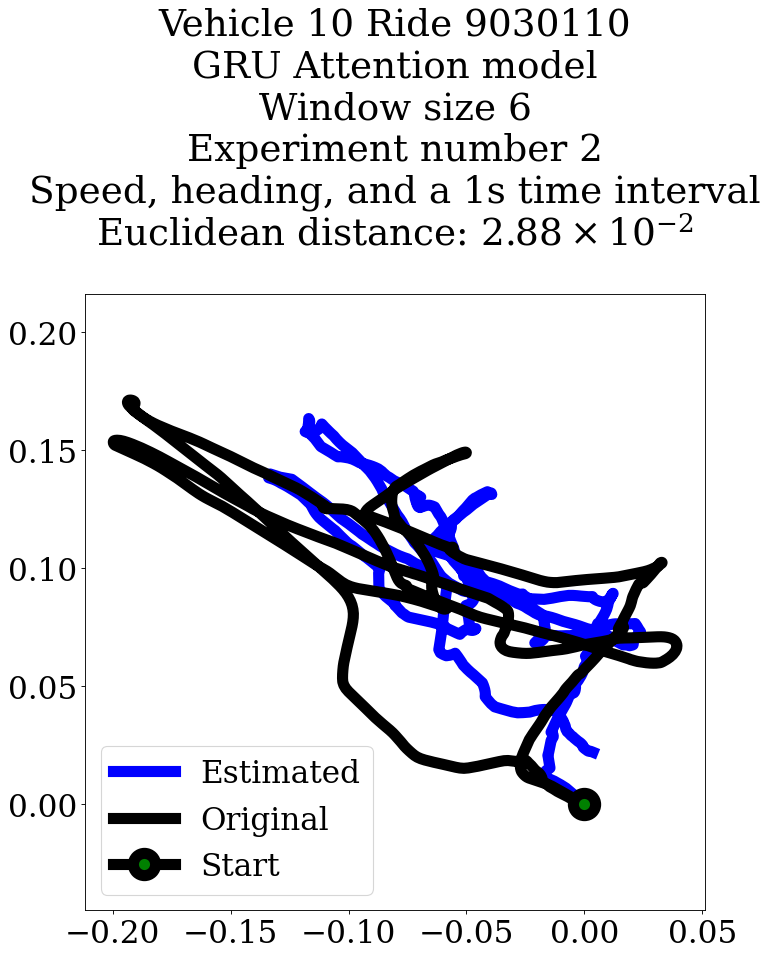 Vehicle 10 Ride 9030110
GRU Attention model
Window size 6
Experiment number 2
Speed, heading, and a 1s time interval
Euclidean distance: 2.88 × 10⁻²
0.20
0.15
0.10
0.05
0.00
Estimated
Original
Start
−0.20 −0.15 −0.10 −0.05 0.00 0.05